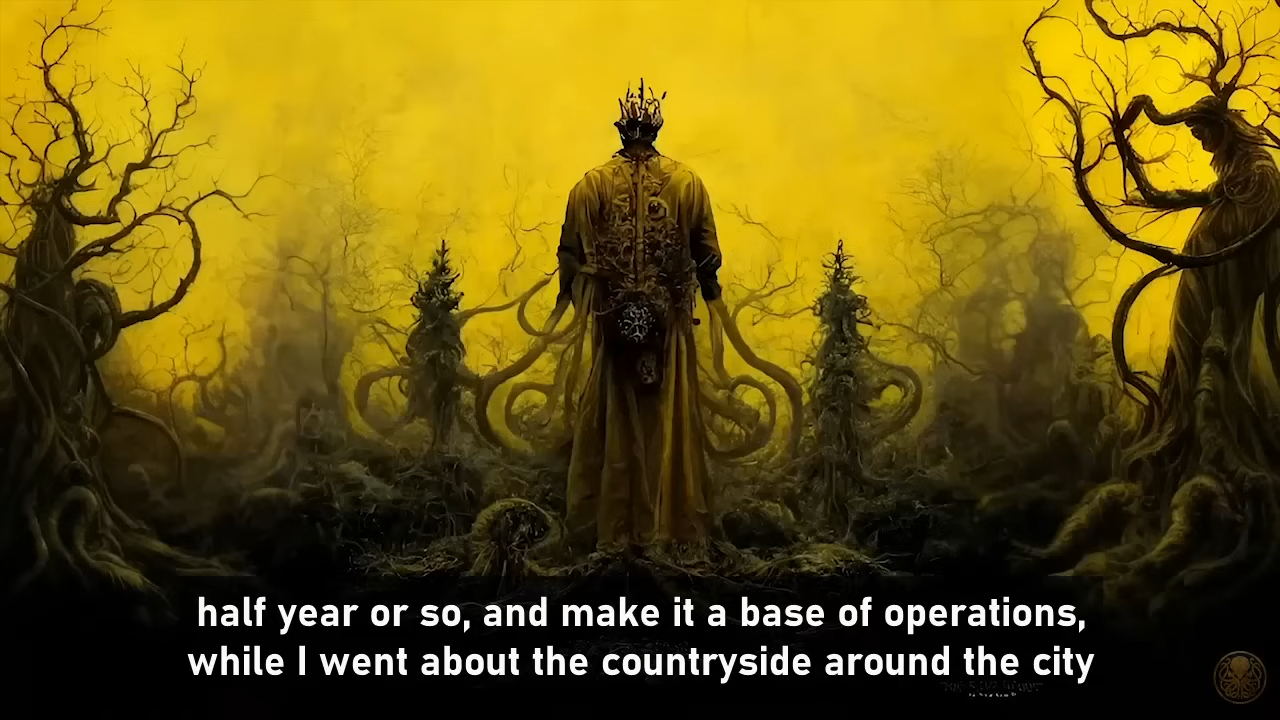 half year or so, and make it a base of operations,
while I went about the countryside around the city